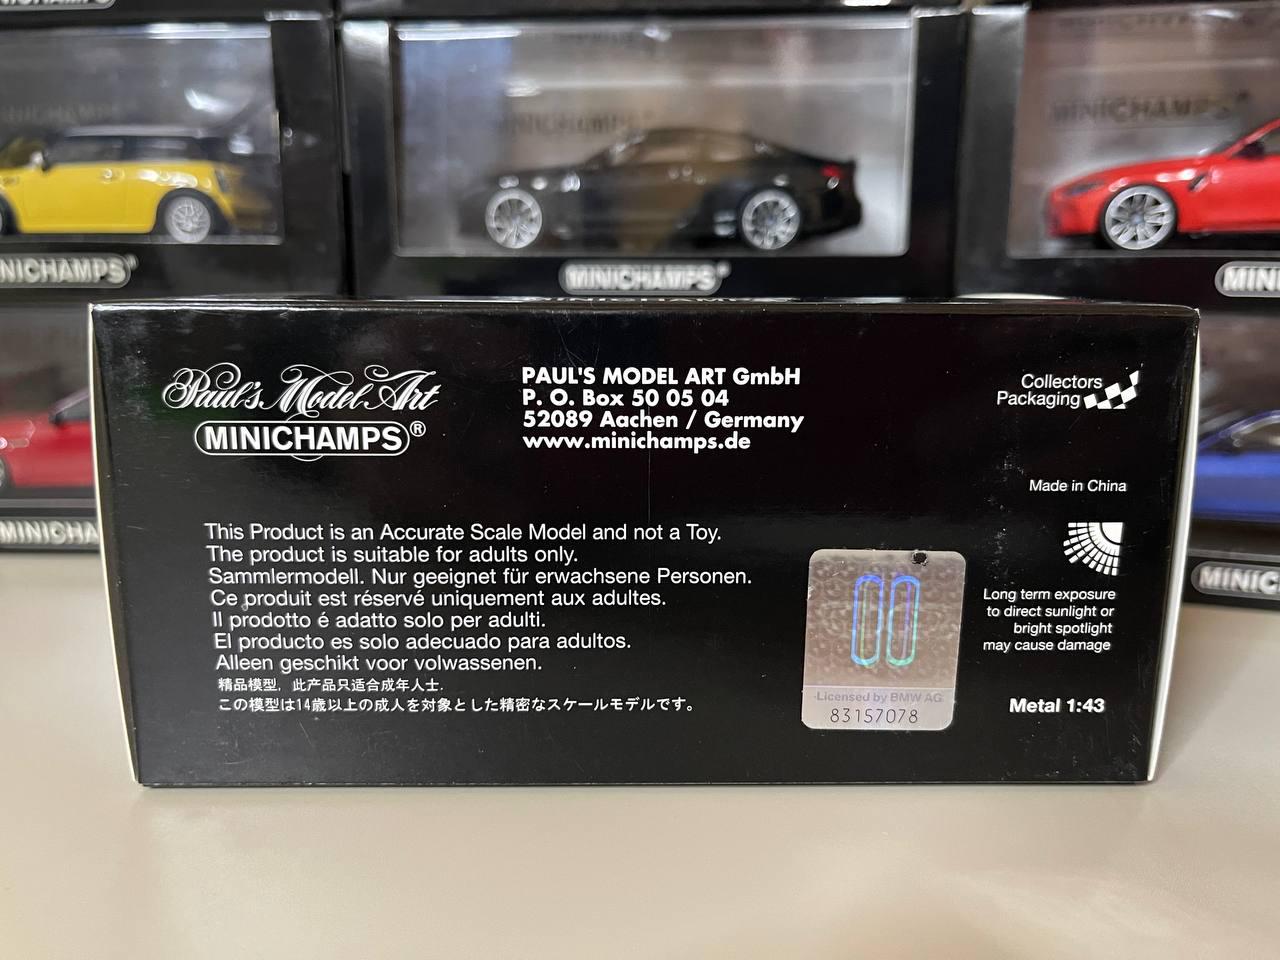 MINICHAMPS
MINICHAMPS®
MINICHAMPS®
MINICHAMPS®
Paul's Model Art
MINICHAMPS®
PAUL'S MODEL ART GmbH
P. O. Box 50 05 04
52089 Aachen / Germany
www.minichamps.de
Collectors
Packaging
Made in China
This Product is an Accurate Scale Model and not a Toy.
The product is suitable for adults only.
Sammlermodell. Nur geeignet für erwachsene Personen.
Ce produit est réservé uniquement aux adultes.
Il prodotto é adatto solo per adulti.
El producto es solo adecuado para adultos.
Alleen geschikt voor volwassenen.
精品模型，此产品只适合成年人士.
この模型は14歳以上の成人を対象とした精密なスケールモデルです。
Long term exposure
to direct sunlight or
bright spotlight
may cause damage
Licensed by BMW AG
83157078
Metal 1:43